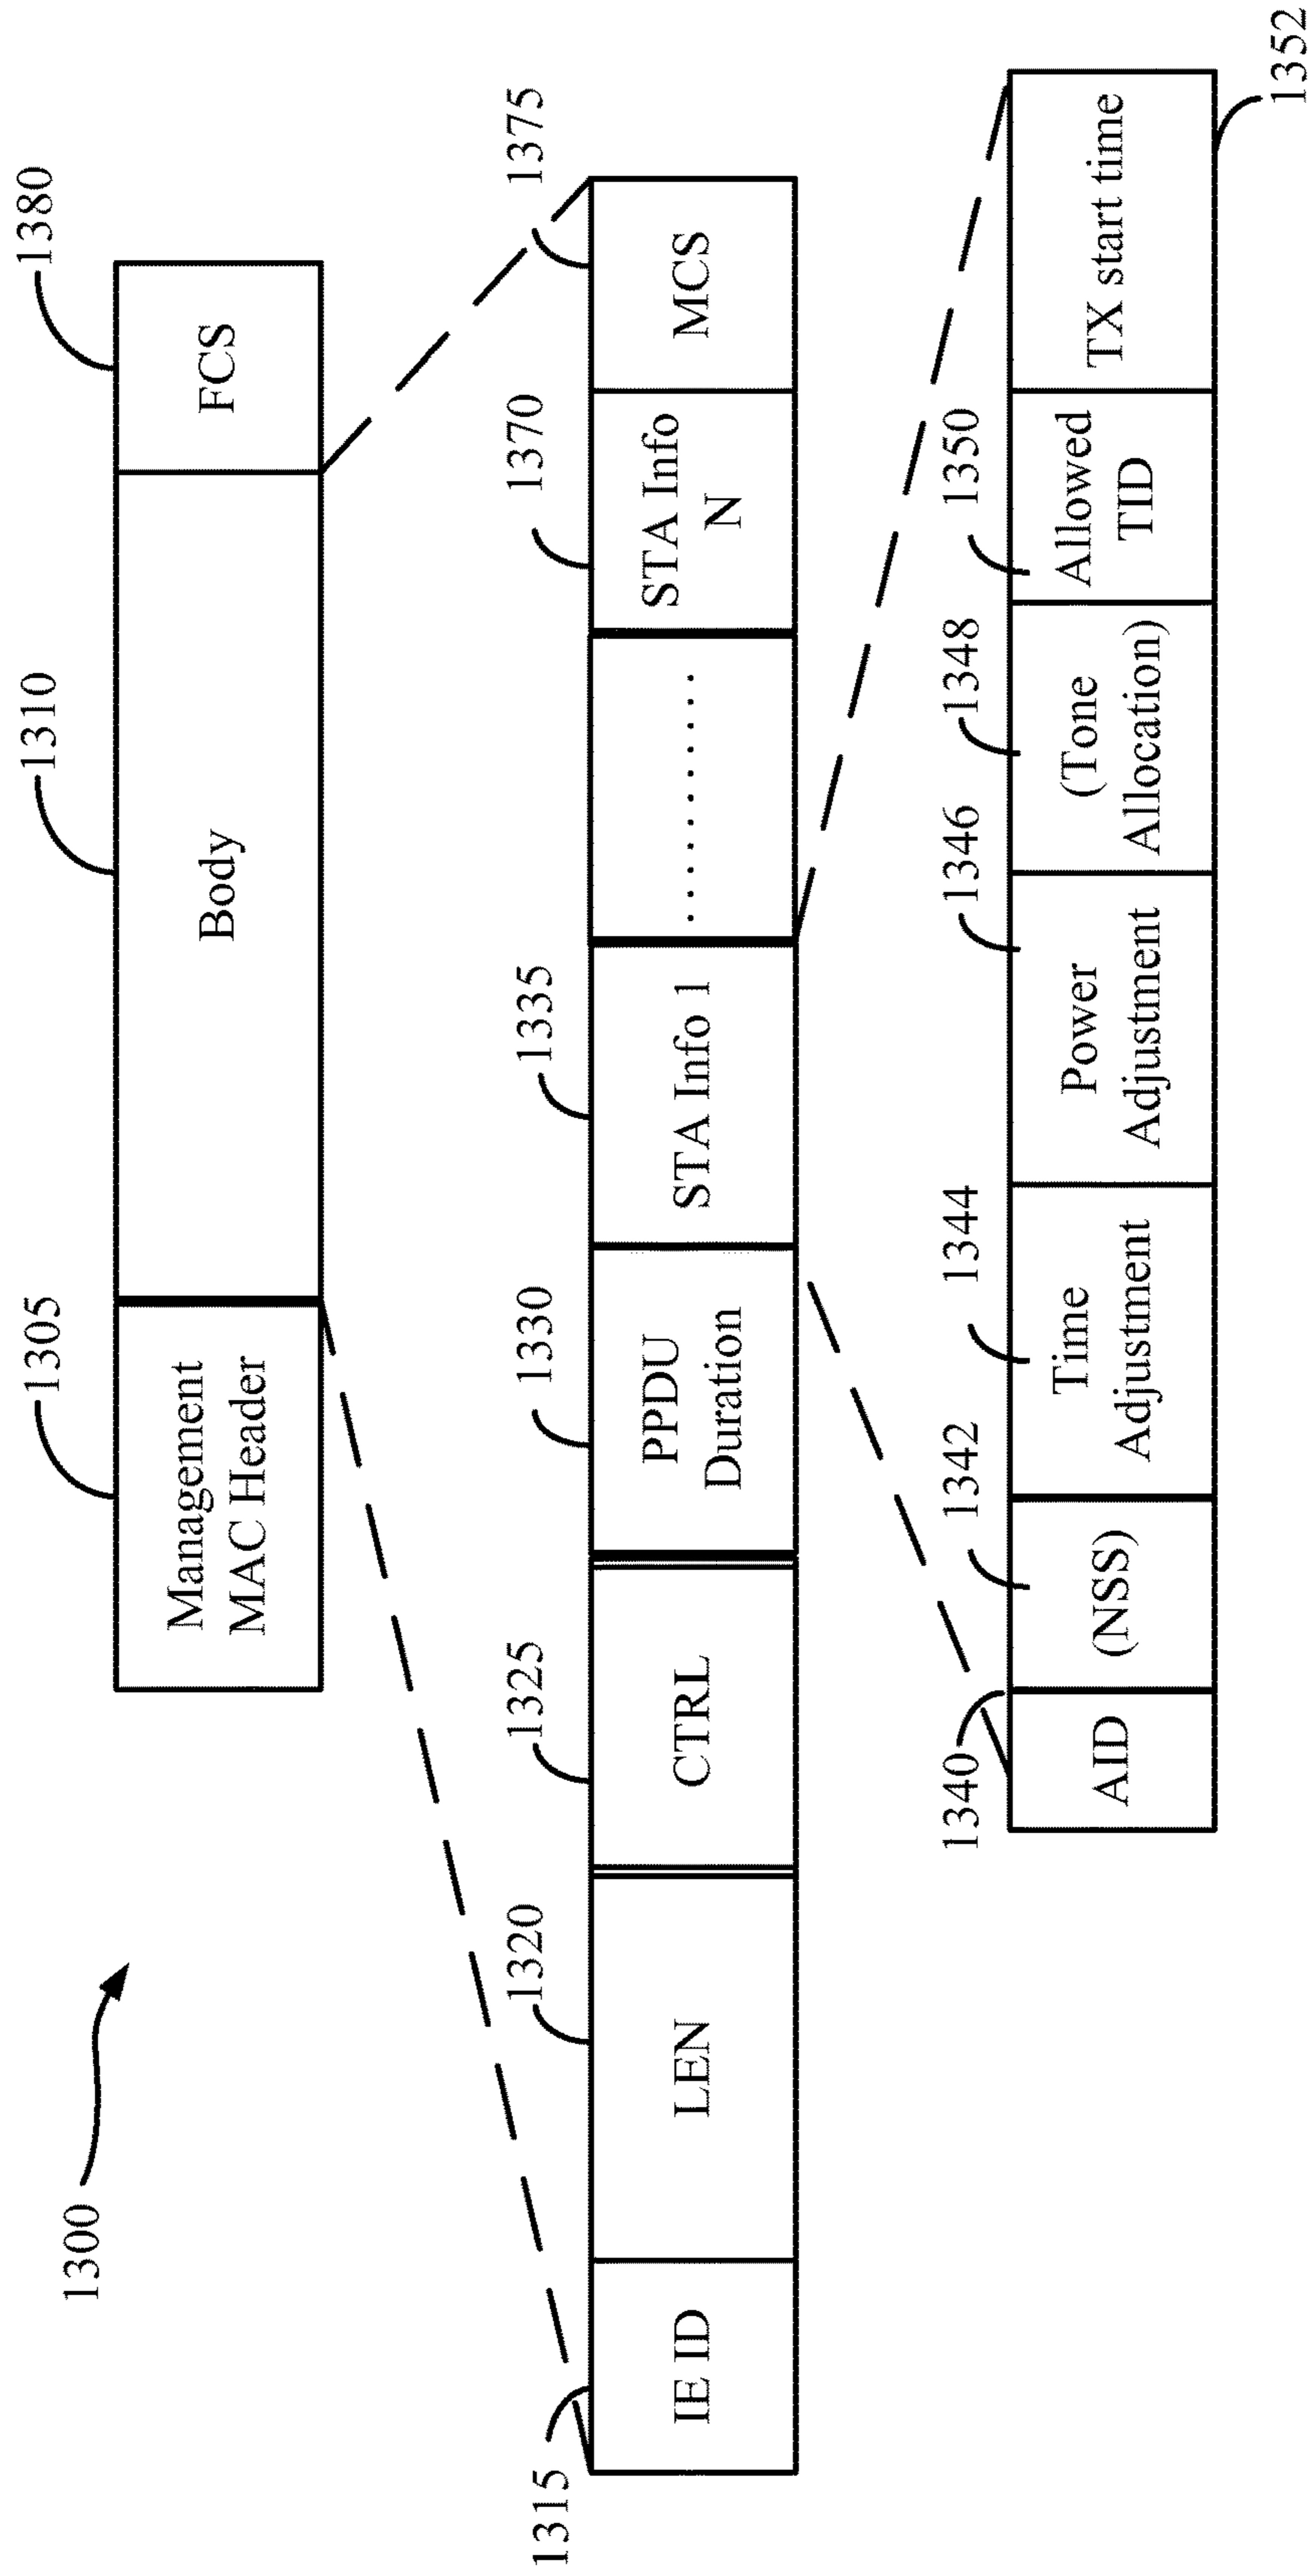 1300
1305
1310
1380
Management
MAC Header
Body
FCS
1315
1320
1325
1330
1335
1370
1375
IE ID
LEN
CTRL
PPDU
Duration
STA Info 1
.........
STA Info
N
MCS
1340
1342
1344
1346
1348
1350
AID
(NSS)
Time
Adjustment
Power
Adjustment
(Tone
Allocation)
Allowed
TID
TX start time
1352